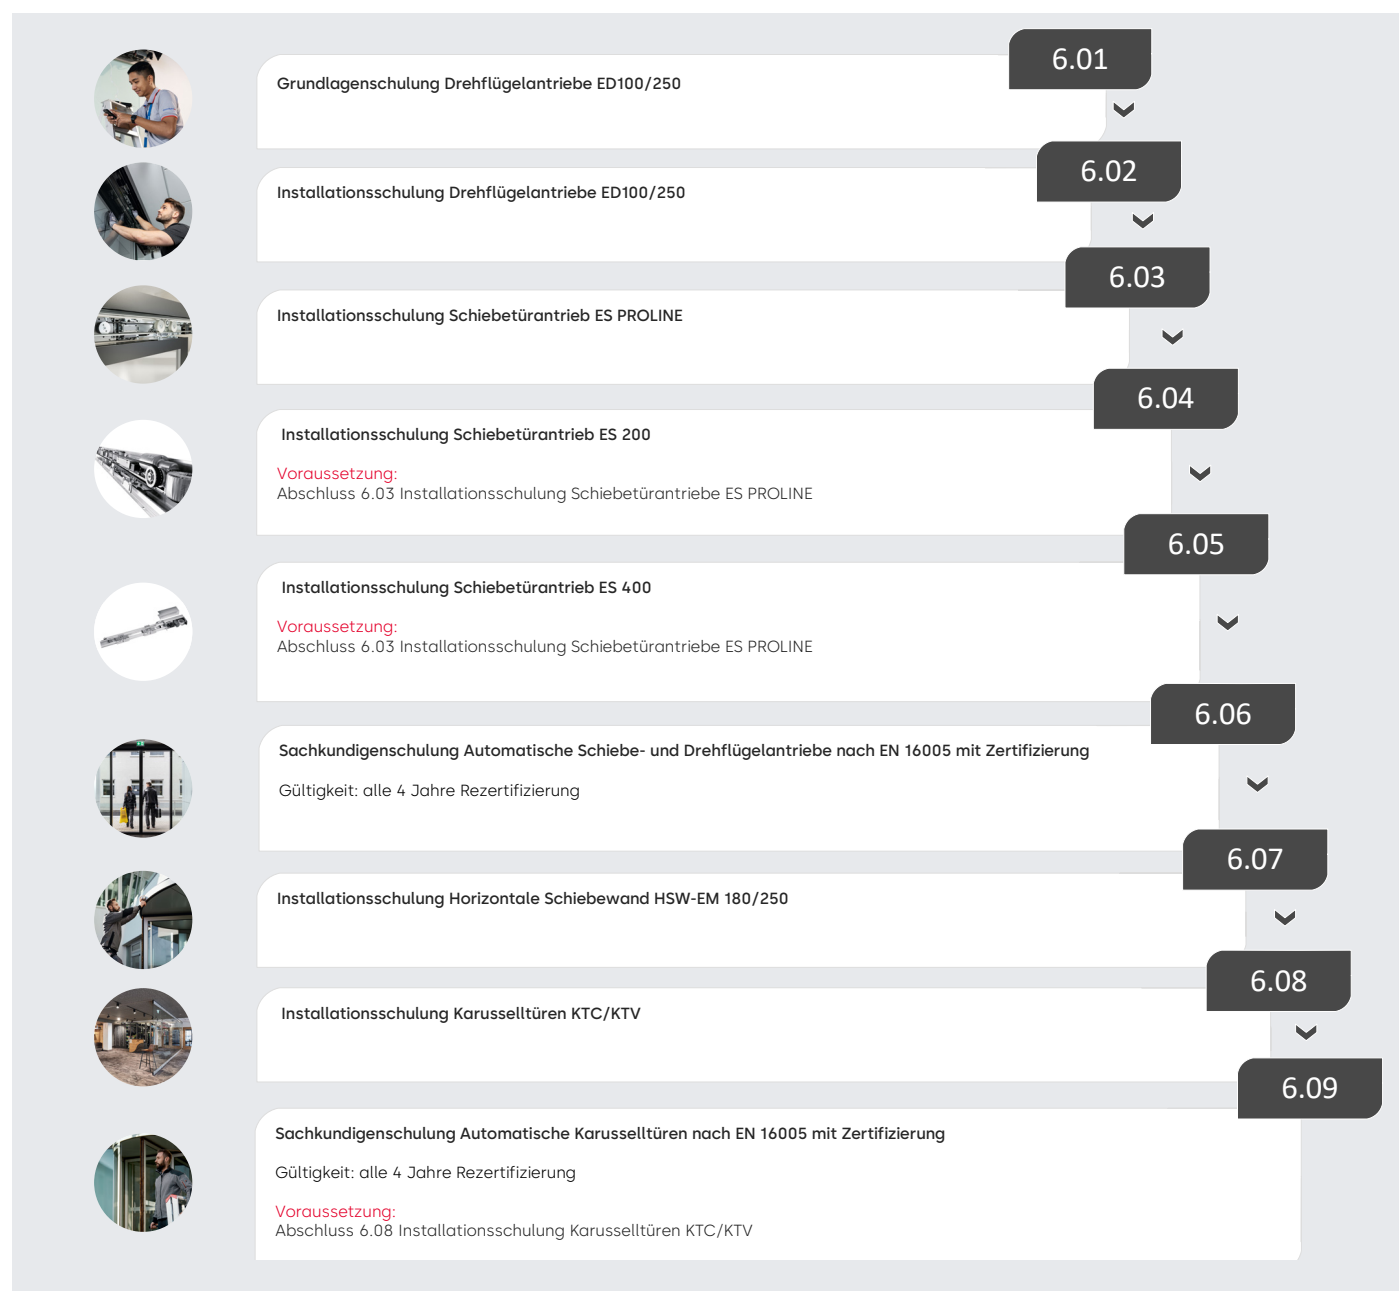 6.01
Grundlagenschulung Drehflügelantriebe ED100/250
6.02
Installationsschulung Drehflügelantriebe ED100/250
6.03
Installationsschulung Schiebetürantrieb ES PROLINE
6.04
Installationsschulung Schiebetürantrieb ES 200
Voraussetzung:
Abschluss 6.03 Installationsschulung Schiebetürantriebe ES PROLINE
6.05
Installationsschulung Schiebetürantrieb ES 400
Voraussetzung:
Abschluss 6.03 Installationsschulung Schiebetürantriebe ES PROLINE
6.06
Sachkundigenschulung Automatische Schiebe- und Drehflügelantriebe nach EN 16005 mit Zertifizierung
Gültigkeit: alle 4 Jahre Rezertifizierung
6.07
Installationsschulung Horizontale Schiebewand HSW-EM 180/250
6.08
Installationsschulung Karusselltüren KTC/KTV
6.09
Sachkundigenschulung Automatische Karusselltüren nach EN 16005 mit Zertifizierung
Gültigkeit: alle 4 Jahre Rezertifizierung
Voraussetzung:
Abschluss 6.08 Installationsschulung Karusselltüren KTC/KTV